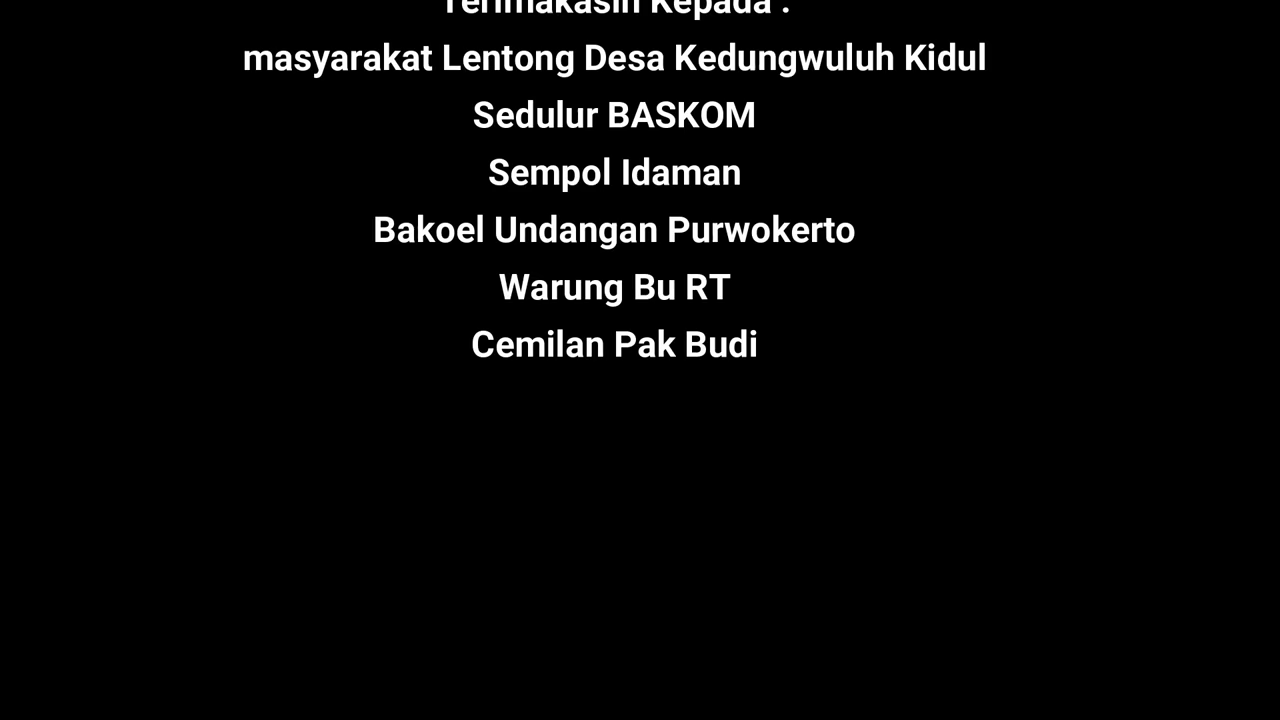 Terimakasih Kepada :
masyarakat Lentong Desa Kedungwuluh Kidul
Sedulur BASKOM
Sempol Idaman
Bakoel Undangan Purwokerto
Warung Bu RT
Cemilan Pak Budi